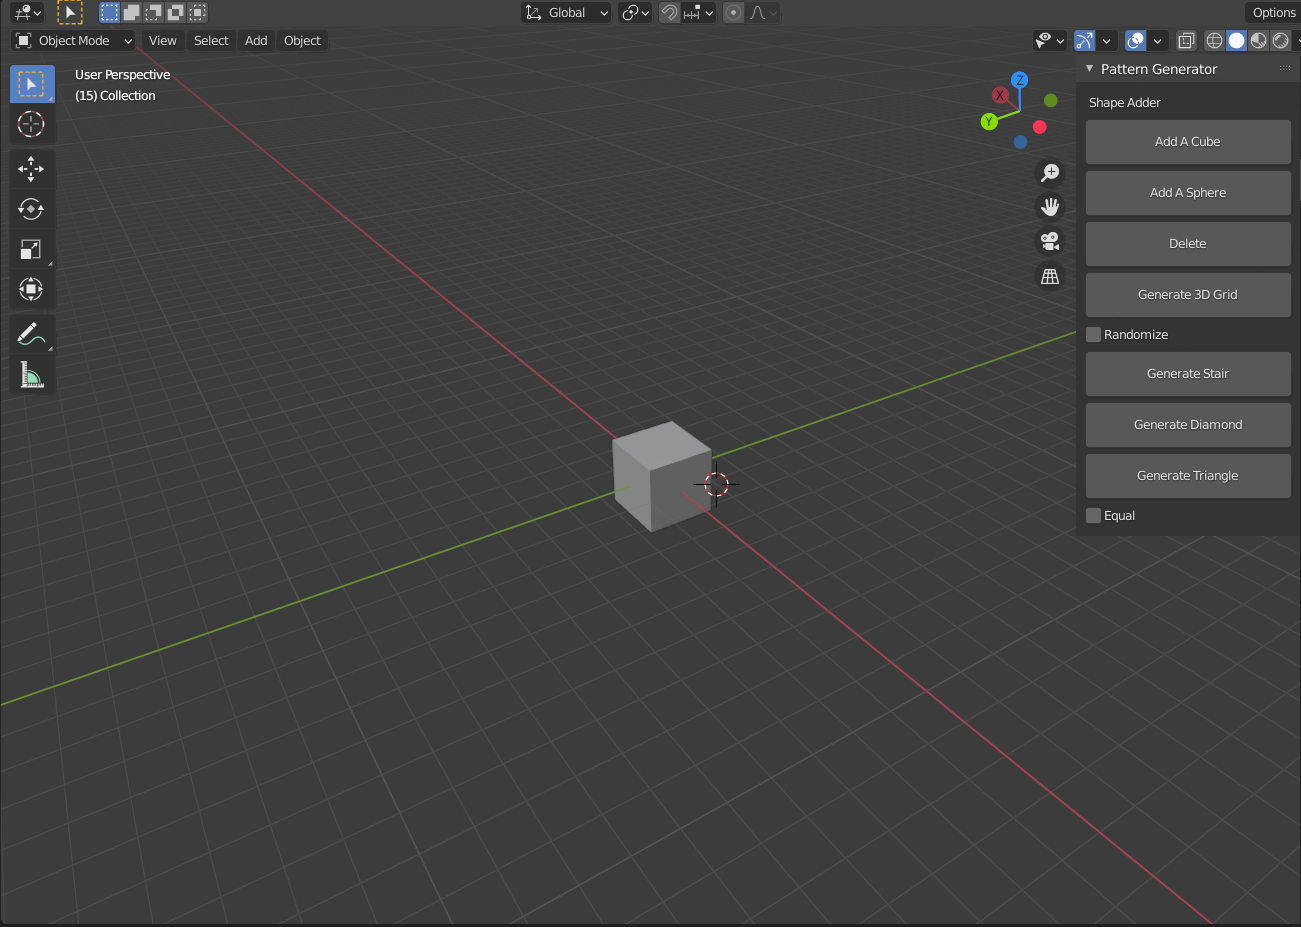 Global
Options
Object Mode
View
Select
Add
Object
User Perspective
(15) Collection
Z
X
Y
Pattern Generator
Shape Adder
Add A Cube
Add A Sphere
Delete
Generate 3D Grid
Randomize
Generate Stair
Generate Diamond
Generate Triangle
Equal